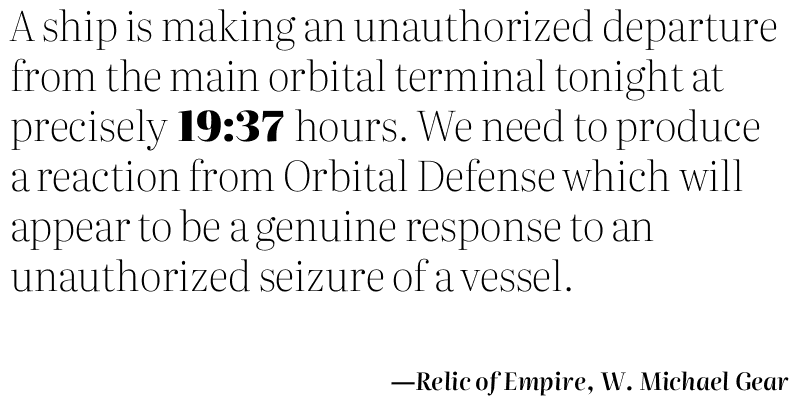 A ship is making an unauthorized departure
from the main orbital terminal tonight at
precisely 19:37 hours. We need to produce
a reaction from Orbital Defense which will
appear to be a genuine response to an
unauthorized seizure of a vessel.
—Relic of Empire, W. Michael Gear